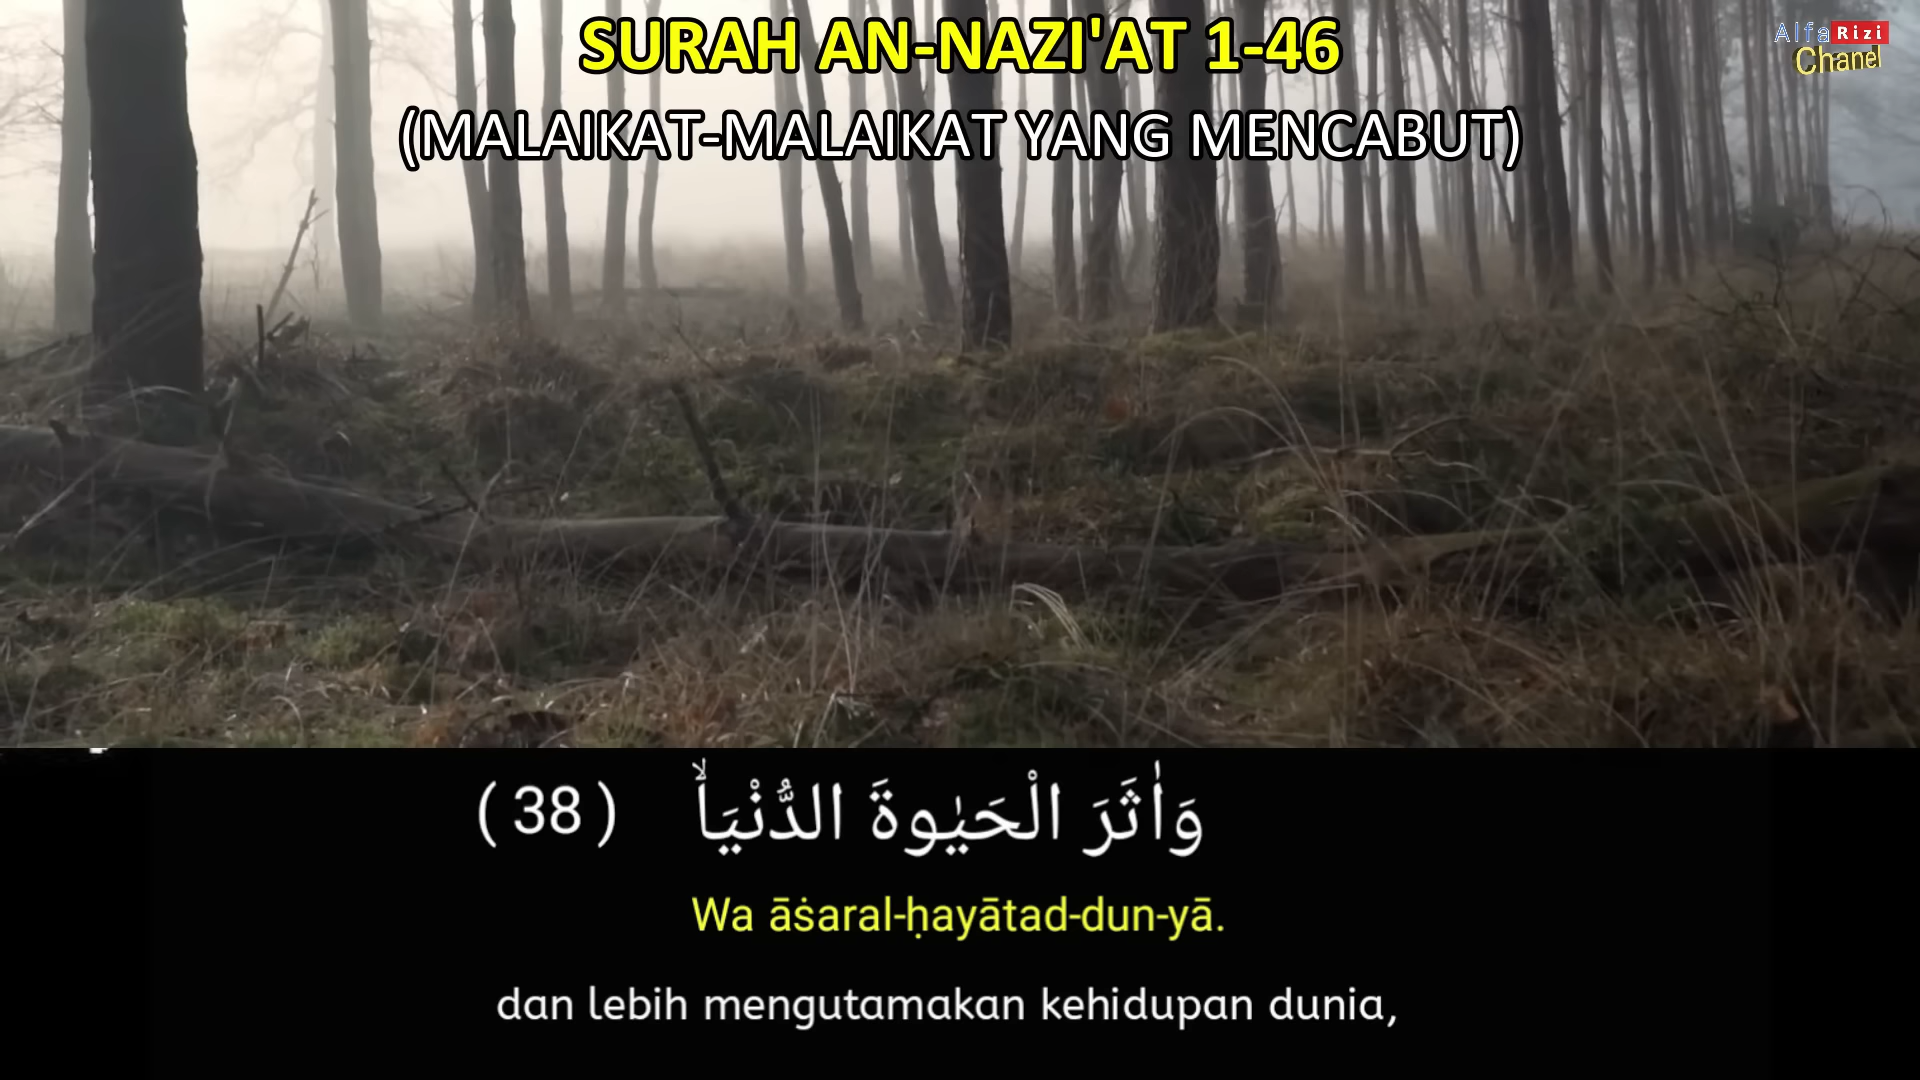 SURAH AN-NAZI'AT 1-46
(MALAIKAT-MALAIKAT YANG MENCABUT)
Alfa Rizi
Chanel
وَاٰثَرَ الْحَيٰوةَ الدُّنْيَاۙ (38)
Wa āṡaral-ḥayātad-dun-yā.
dan lebih mengutamakan kehidupan dunia,